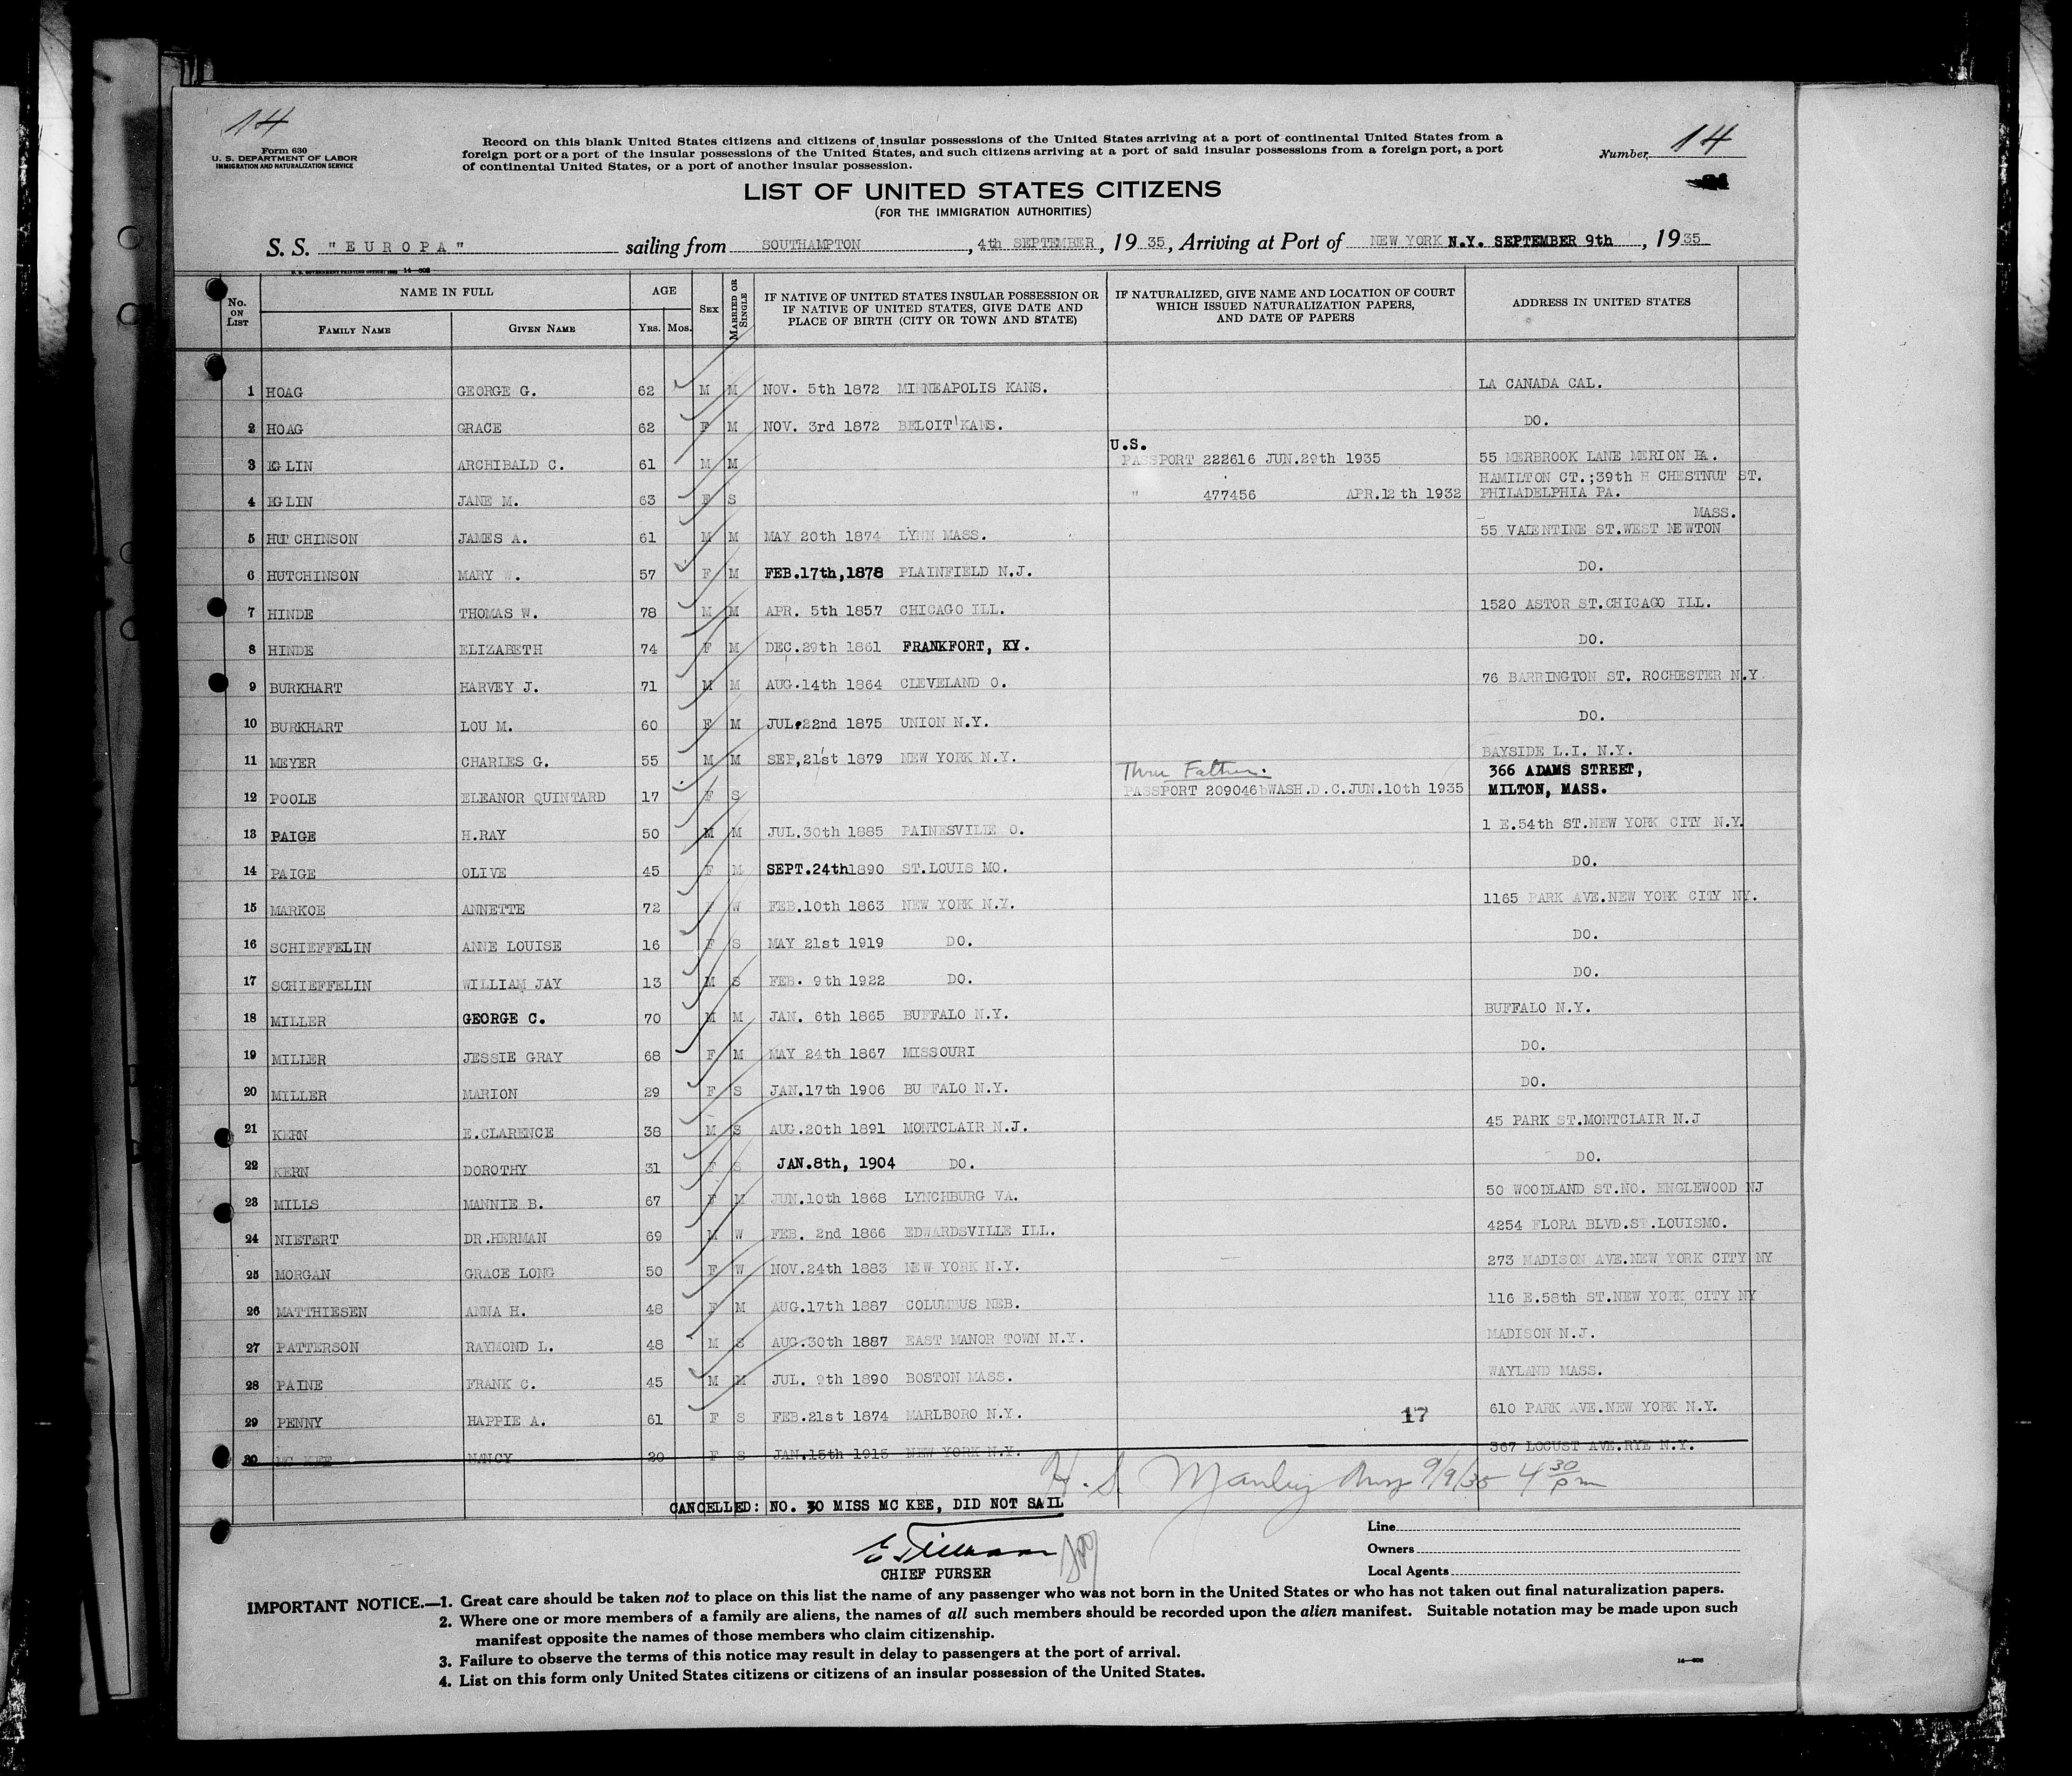 14
Form 630
U. S. DEPARTMENT OF LABOR
IMMIGRATION AND NATURALIZATION SERVICE
Record on this blank United States citizens and citizens of insular possessions of the United States arriving at a port of continental United States from a
foreign port or a port of the insular possessions of the United States, and such citizens arriving at a port of said insular possessions from a foreign port, a port
of continental United States, or a port of another insular possession.
Number 14
LIST OF UNITED STATES CITIZENS
(FOR THE IMMIGRATION AUTHORITIES)
S. S. "EUROPA" sailing from SOUTHAMPTON, 4th SEPTEMBER, 1935, Arriving at Port of NEW YORK N.Y. SEPTEMBER 9th, 1935
No. ON LIST NAME IN FULL FAMILY NAME GIVEN NAME AGE YRS. MOS. SEX MARRIED OR SINGLE IF NATIVE OF UNITED STATES INSULAR POSSESSION OR IF NATIVE OF UNITED STATES, GIVE DATE AND PLACE OF BIRTH (CITY OR TOWN AND STATE) IF NATURALIZED, GIVE NAME AND LOCATION OF COURT WHICH ISSUED NATURALIZATION PAPERS, AND DATE OF PAPERS ADDRESS IN UNITED STATES
1 HOAG GEORGE G. 62 M M NOV. 5th 1872 MINNEAPOLIS KANS. LA CANADA CAL.
2 HOAG GRACE 62 F M NOV. 3rd 1872 BELOIT KANS. DO.
U.S.
3 EGLIN ARCHIBALD C. 61 M M PASSPORT 222616 JUN.29th 1935 55 MERBROOK LANE MERION PA.
HAMILTON CT.;39th H CHESTNUT ST.
4 EGLIN JANE M. 63 F S " 477456 APR.12th 1932 PHILADELPHIA PA.
MASS.
5 HUTCHINSON JAMES A. 61 M M MAY 20th 1874 LYNN MASS. 55 VALENTINE ST.WEST NEWTON
6 HUTCHINSON MARY W. 57 F M FEB.17th,1878 PLAINFIELD N.J. DO.
7 HINDE THOMAS W. 78 M M APR. 5th 1857 CHICAGO ILL. 1520 ASTOR ST.CHICAGO ILL.
8 HINDE ELIZABETH 74 F M DEC.29th 1861 FRANKFORT, KY. DO.
9 BURKHART HARVEY J. 71 M M AUG.14th 1864 CLEVELAND O. 76 BARRINGTON ST. ROCHESTER N.Y.
10 BURKHART LOU M. 60 F M JUL.22nd 1875 UNION N.Y. DO.
11 MEYER CHARLES G. 55 M M SEP,21st 1879 NEW YORK N.Y. BAYSIDE L.I. N.Y.
Thru Father. 366 ADAMS STREET,
12 POOLE ELEANOR QUINTARD 17 F S PASSPORT 209046bWASH.D.C.JUN.10th 1935 MILTON, MASS.
13 PAIGE H.RAY 50 M M JUL.30th 1885 PAINESVILLE O. 1 E.54th ST.NEW YORK CITY N.Y.
14 PAIGE OLIVE 45 F M SEPT.24th1890 ST.LOUIS MO. DO.
15 MARKOE ANNETTE 72 F W FEB.10th 1863 NEW YORK N.Y. 1165 PARK AVE.NEW YORK CITY NY.
16 SCHIEFFELIN ANNE LOUISE 16 F S MAY 21st 1919 DO. DO.
17 SCHIEFFELIN WILLIAM JAY 13 M S FEB. 9th 1922 DO. DO.
18 MILLER GEORGE C. 70 M M JAN. 6th 1865 BUFFALO N.Y. BUFFALO N.Y.
19 MILLER JESSIE GRAY 68 F M MAY 24th 1867 MISSOURI DO.
20 MILLER MARION 29 F S JAN.17th 1906 BUFFALO N.Y. DO.
21 KERN E.CLARENCE 38 M S AUG.20th 1891 MONTCLAIR N.J. 45 PARK ST.MONTCLAIR N.J
22 KERN DOROTHY 31 F S JAN.8th, 1904 DO. DO.
23 MILLS MANNIE B. 67 F M JUN.10th 1868 LYNCHBURG VA. 50 WOODLAND ST.NO. ENGLEWOOD NJ
24 NIETERT DR.HERMAN 69 M W FEB. 2nd 1866 EDWARDSVILLE ILL. 4254 FLORA BLVD.ST.LOUISMO.
25 MORGAN GRACE LONG 50 F W NOV.24th 1883 NEW YORK N.Y. 273 MADISON AVE.NEW YORK CITY NY
26 MATTHIESEN ANNA H. 48 F M AUG.17th 1887 COLUMBUS NEB. 116 E.58th ST.NEW YORK CITY NY
27 PATTERSON RAYMOND L. 48 M S AUG.30th 1887 EAST MANOR TOWN N.Y. MADISON N.J.
28 PAINE FRANK C. 45 M M JUL. 9th 1890 BOSTON MASS. WAYLAND MASS.
29 PENNY HAPPIE A. 61 F S FEB.21st 1874 MARLBORO N.Y. 17 610 PARK AVE.NEW YORK N.Y.
30 MC KEE NANCY 20 F S JAN.15th 1915 NEW YORK N.Y. 367 LOCUST AVE.RYE N.Y.
H. S. Manley 9/9/35 4 30 pm
CANCELLED: NO. 30 MISS MC KEE, DID NOT SAIL
CHIEF PURSER
Line
Owners
Local Agents
IMPORTANT NOTICE.—1. Great care should be taken not to place on this list the name of any passenger who was not born in the United States or who has not taken out final naturalization papers.
2. Where one or more members of a family are aliens, the names of all such members should be recorded upon the alien manifest. Suitable notation may be made upon such
manifest opposite the names of those members who claim citizenship.
3. Failure to observe the terms of this notice may result in delay to passengers at the port of arrival.
4. List on this form only United States citizens or citizens of an insular possession of the United States.